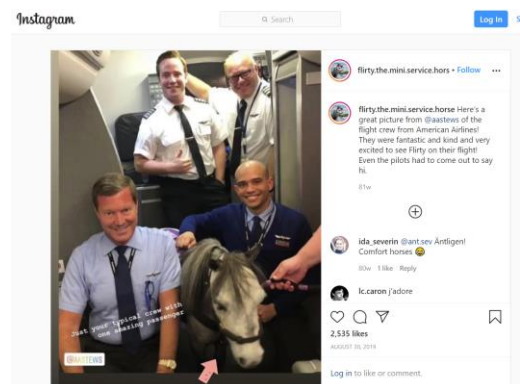 Instagram
Search
Log In
S
flirty.the.mini.service.hors • Follow
flirty.the.mini.service.horse Here's a
great picture from @aastews of the
flight crew from American Airlines!
They were fantastic and kind and very
excited to see Flirty on their flight!
Even the pilots had to come out to say
hi.
81w
ida_severin @ant.sev Äntligen!
Comfort horses 😂
80w 1 like Reply
lc.caron j'adore
2,535 likes
AUGUST 30, 2019
Log in to like or comment.
Just your typical crew with
one amazing passenger
@AASTEWS